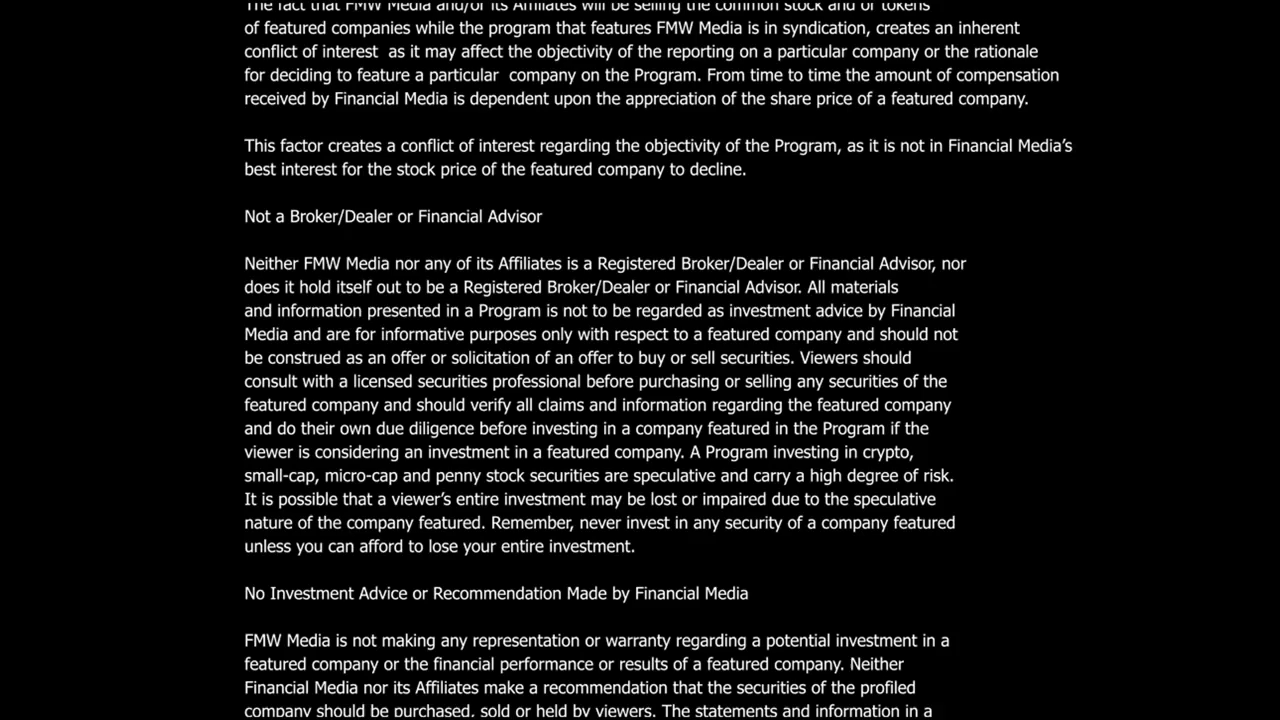 The fact that FMW Media and/or its Affiliates will be selling the common stock and or tokens
of featured companies while the program that features FMW Media is in syndication, creates an inherent
conflict of interest  as it may affect the objectivity of the reporting on a particular company or the rationale
for deciding to feature a particular  company on the Program. From time to time the amount of compensation
received by Financial Media is dependent upon the appreciation of the share price of a featured company.
This factor creates a conflict of interest regarding the objectivity of the Program, as it is not in Financial Media’s
best interest for the stock price of the featured company to decline.
Not a Broker/Dealer or Financial Advisor
Neither FMW Media nor any of its Affiliates is a Registered Broker/Dealer or Financial Advisor, nor
does it hold itself out to be a Registered Broker/Dealer or Financial Advisor. All materials
and information presented in a Program is not to be regarded as investment advice by Financial
Media and are for informative purposes only with respect to a featured company and should not
be construed as an offer or solicitation of an offer to buy or sell securities. Viewers should
consult with a licensed securities professional before purchasing or selling any securities of the
featured company and should verify all claims and information regarding the featured company
and do their own due diligence before investing in a company featured in the Program if the
viewer is considering an investment in a featured company. A Program investing in crypto,
small-cap, micro-cap and penny stock securities are speculative and carry a high degree of risk.
It is possible that a viewer’s entire investment may be lost or impaired due to the speculative
nature of the company featured. Remember, never invest in any security of a company featured
unless you can afford to lose your entire investment.
No Investment Advice or Recommendation Made by Financial Media
FMW Media is not making any representation or warranty regarding a potential investment in a
featured company or the financial performance or results of a featured company. Neither
Financial Media nor its Affiliates make a recommendation that the securities of the profiled
company should be purchased, sold or held by viewers. The statements and information in a